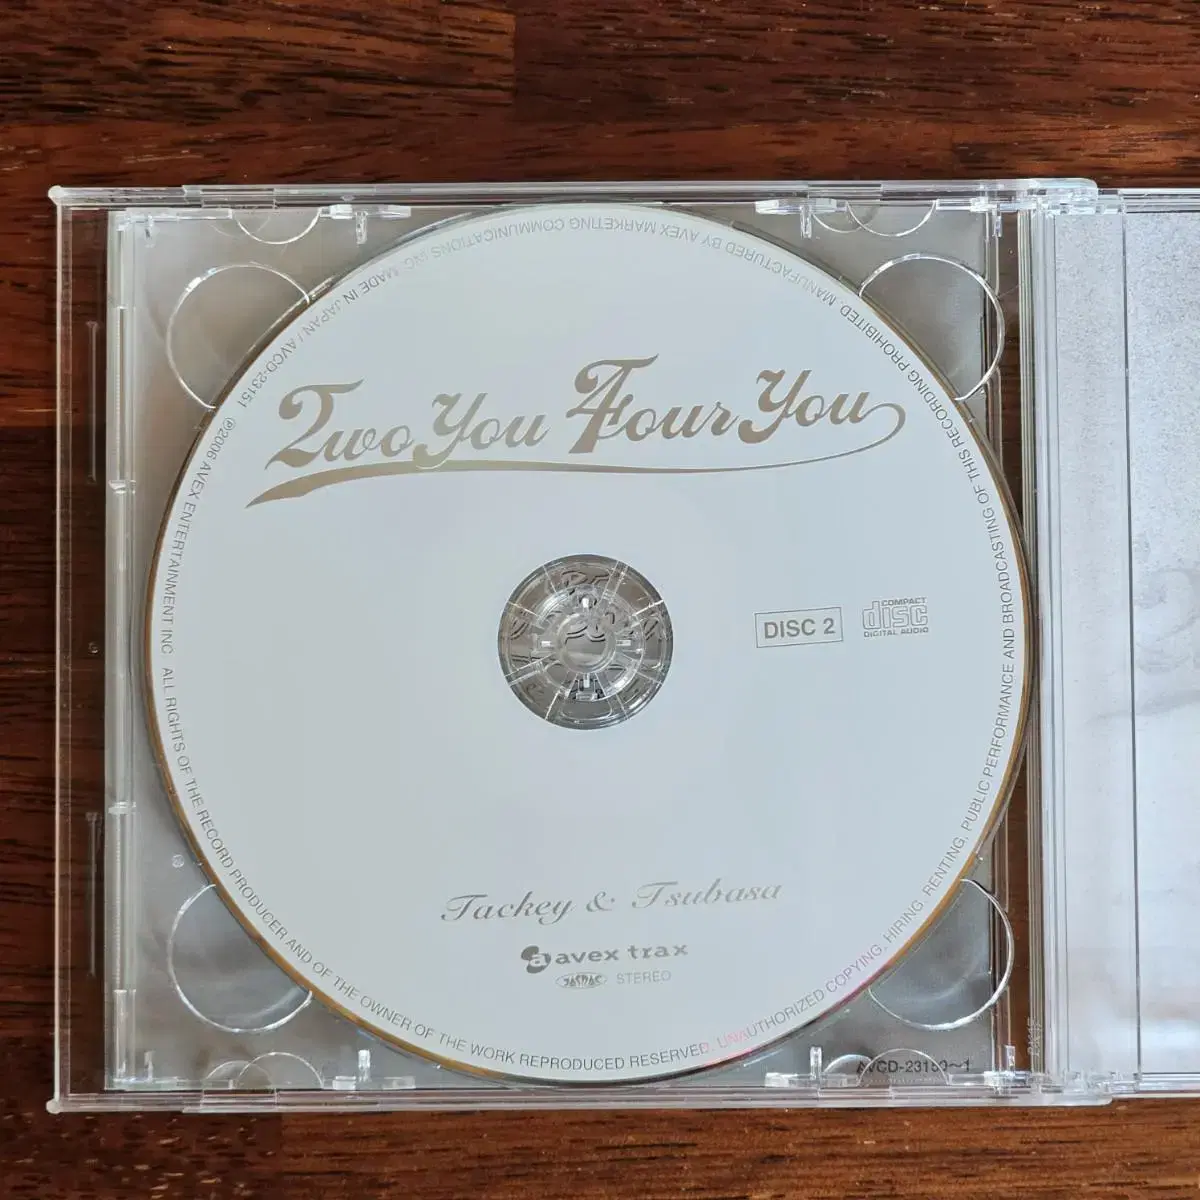 2wo You 4Four You
DISC 2
COMPACT
disc
DIGITAL AUDIO
Tackey & Tsubasa
a avex trax
JASRAC STEREO
℗2006 AVEX ENTERTAINMENT INC. ALL RIGHTS OF THE RECORD PRODUCER AND OF THE OWNER OF THE WORK REPRODUCED RESERVED. UNAUTHORIZED COPYING, HIRING, RENTING, PUBLIC PERFORMANCE AND BROADCASTING OF THIS RECORDING PROHIBITED. MANUFACTURED BY AVEX MARKETING COMMUNICATIONS INC. MADE IN JAPAN / AVCD-23151
AVCD-23150~1